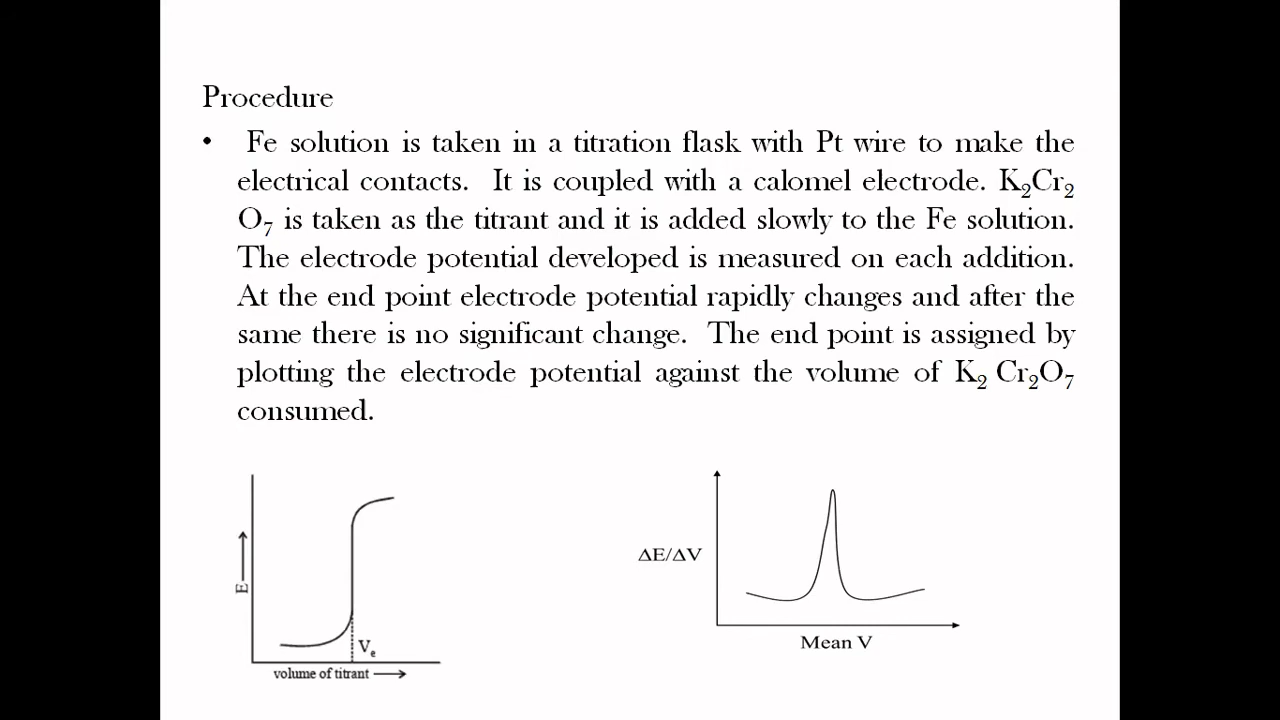 Procedure
• Fe solution is taken in a titration flask with Pt wire to make the
electrical contacts. It is coupled with a calomel electrode. K₂Cr₂
O₇ is taken as the titrant and it is added slowly to the Fe solution.
The electrode potential developed is measured on each addition.
At the end point electrode potential rapidly changes and after the
same there is no significant change. The end point is assigned by
plotting the electrode potential against the volume of K₂ Cr₂O₇
consumed.
E
Vₑ
volume of titrant
ΔE/ΔV
Mean V